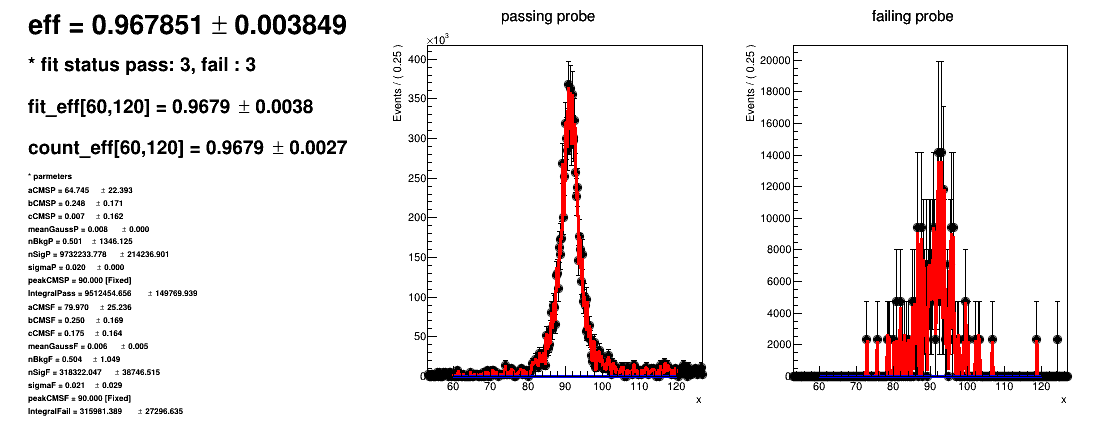 eff = 0.967851 ± 0.003849
* fit status pass: 3, fail : 3
fit_eff[60,120] = 0.9679 ± 0.0038
count_eff[60,120] = 0.9679 ± 0.0027
* parmeters
aCMSP = 64.745 ± 22.393
bCMSP = 0.248 ± 0.171
cCMSP = 0.007 ± 0.162
meanGaussP = 0.008 ± 0.000
nBkgP = 0.501 ± 1346.125
nSigP = 9732233.778 ± 214236.901
sigmaP = 0.020 ± 0.000
peakCMSP = 90.000 [Fixed]
IntegralPass = 9512454.656 ± 149769.939
aCMSF = 79.970 ± 25.236
bCMSF = 0.250 ± 0.169
cCMSF = 0.175 ± 0.164
meanGaussF = 0.006 ± 0.005
nBkgF = 0.504 ± 1.049
nSigF = 318322.047 ± 38746.515
sigmaF = 0.021 ± 0.029
peakCMSF = 90.000 [Fixed]
IntegralFail = 315981.389 ± 27296.635
passing probe
×10³
Events / ( 0.25 )
400
350
300
250
200
150
100
50
0
60 70 80 90 100 110 120
x
failing probe
Events / ( 0.25 )
20000
18000
16000
14000
12000
10000
8000
6000
4000
2000
0
60 70 80 90 100 110 120
x